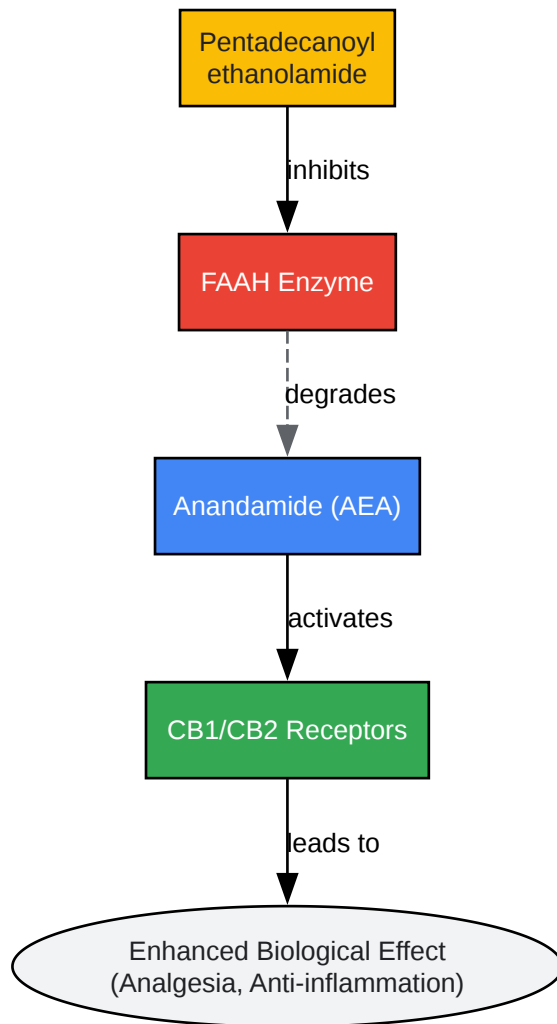 Pentadecanoyl
ethanolamide
inhibits
FAAH Enzyme
degrades
Anandamide (AEA)
activates
CB1/CB2 Receptors
leads to
Enhanced Biological Effect
(Analgesia, Anti-inflammation)